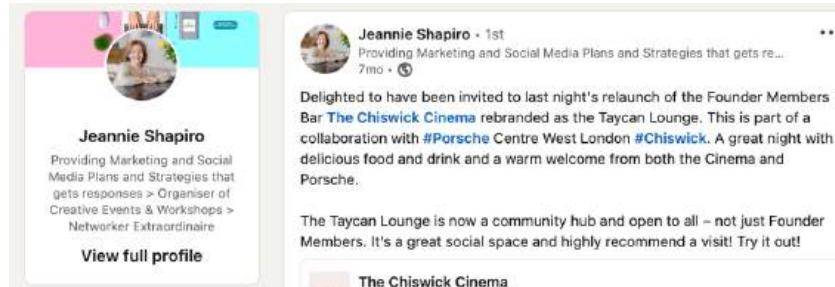 Jeannie Shapiro
Providing Marketing and Social
Media Plans and Strategies that
gets responses > Organiser of
Creative Events & Workshops >
Networker Extraordinaire
View full profile
Jeannie Shapiro • 1st
Providing Marketing and Social Media Plans and Strategies that gets re...
7mo •
Delighted to have been invited to last night's relaunch of the Founder Members
Bar The Chiswick Cinema rebranded as the Taycan Lounge. This is part of a
collaboration with #Porsche Centre West London #Chiswick. A great night with
delicious food and drink and a warm welcome from both the Cinema and
Porsche.
The Taycan Lounge is now a community hub and open to all – not just Founder
Members. It's a great social space and highly recommend a visit! Try it out!
The Chiswick Cinema